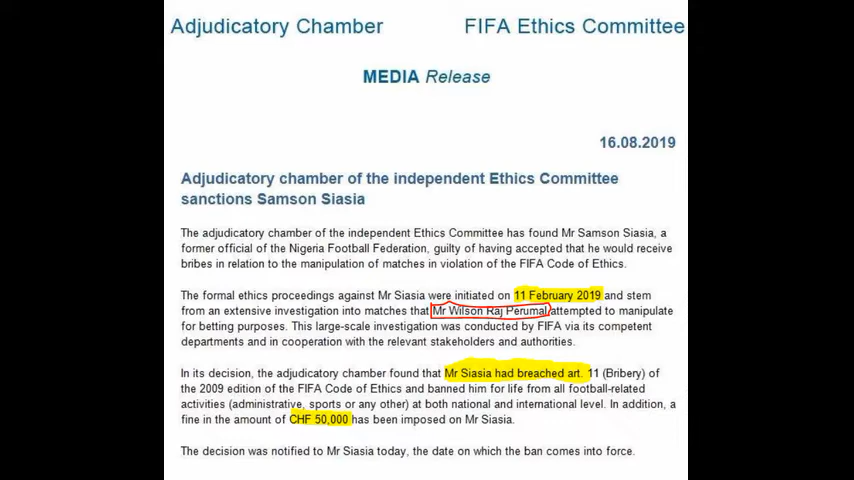 Adjudicatory Chamber FIFA Ethics Committee
MEDIA Release
16.08.2019
Adjudicatory chamber of the independent Ethics Committee
sanctions Samson Siasia
The adjudicatory chamber of the independent Ethics Committee has found Mr Samson Siasia, a
former official of the Nigeria Football Federation, guilty of having accepted that he would receive
bribes in relation to the manipulation of matches in violation of the FIFA Code of Ethics.
The formal ethics proceedings against Mr Siasia were initiated on 11 February 2019 and stem
from an extensive investigation into matches that Mr Wilson Raj Perumal attempted to manipulate
for betting purposes. This large-scale investigation was conducted by FIFA via its competent
departments and in cooperation with the relevant stakeholders and authorities.
In its decision, the adjudicatory chamber found that Mr Siasia had breached art. 11 (Bribery) of
the 2009 edition of the FIFA Code of Ethics and banned him for life from all football-related
activities (administrative, sports or any other) at both national and international level. In addition, a
fine in the amount of CHF 50,000 has been imposed on Mr Siasia.
The decision was notified to Mr Siasia today, the date on which the ban comes into force.